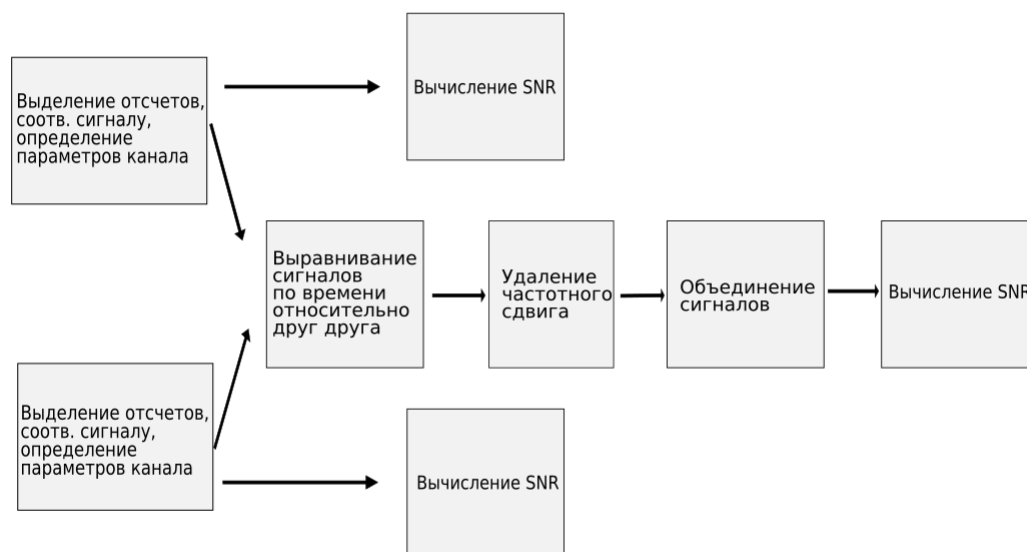 Выделение отсчетов,
соотв. сигналу,
определение
параметров канала
Вычисление SNR
Выравнивание
сигналов
по времени
относительно
друг друга
Удаление
частотного
сдвига
Объединение
сигналов
Вычисление SNR
Выделение отсчетов,
соотв. сигналу,
определение
параметров канала
Вычисление SNR